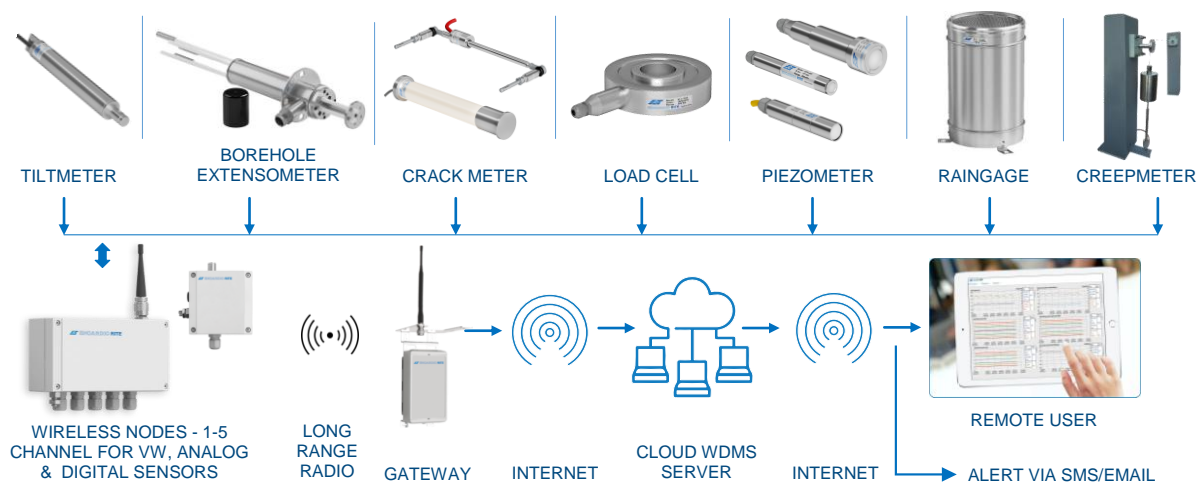 TILTMETER
BOREHOLE
EXTENSOMETER
CRACK METER
LOAD CELL
PIEZOMETER
RAINGAGE
CREEPMETER
WIRELESS NODES - 1-5
CHANNEL FOR VW, ANALOG
& DIGITAL SENSORS
LONG
RANGE
RADIO
GATEWAY
INTERNET
CLOUD WDMS
SERVER
INTERNET
REMOTE USER
ALERT VIA SMS/EMAIL